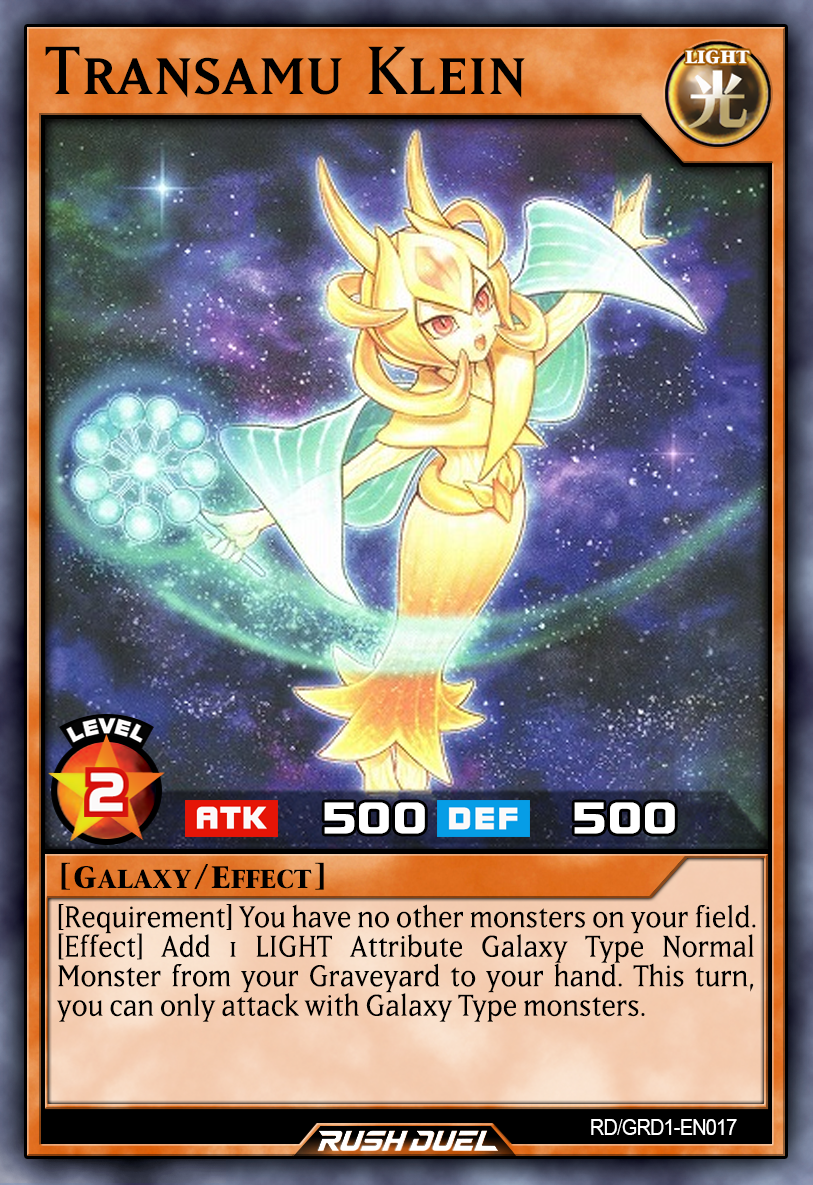 Transamu Klein
LIGHT
光
LEVEL
2
ATK 500 DEF 500
[Galaxy/Effect]
[Requirement] You have no other monsters on your field.
[Effect] Add 1 LIGHT Attribute Galaxy Type Normal
Monster from your Graveyard to your hand. This turn,
you can only attack with Galaxy Type monsters.
RUSH DUEL
RD/GRD1-EN017